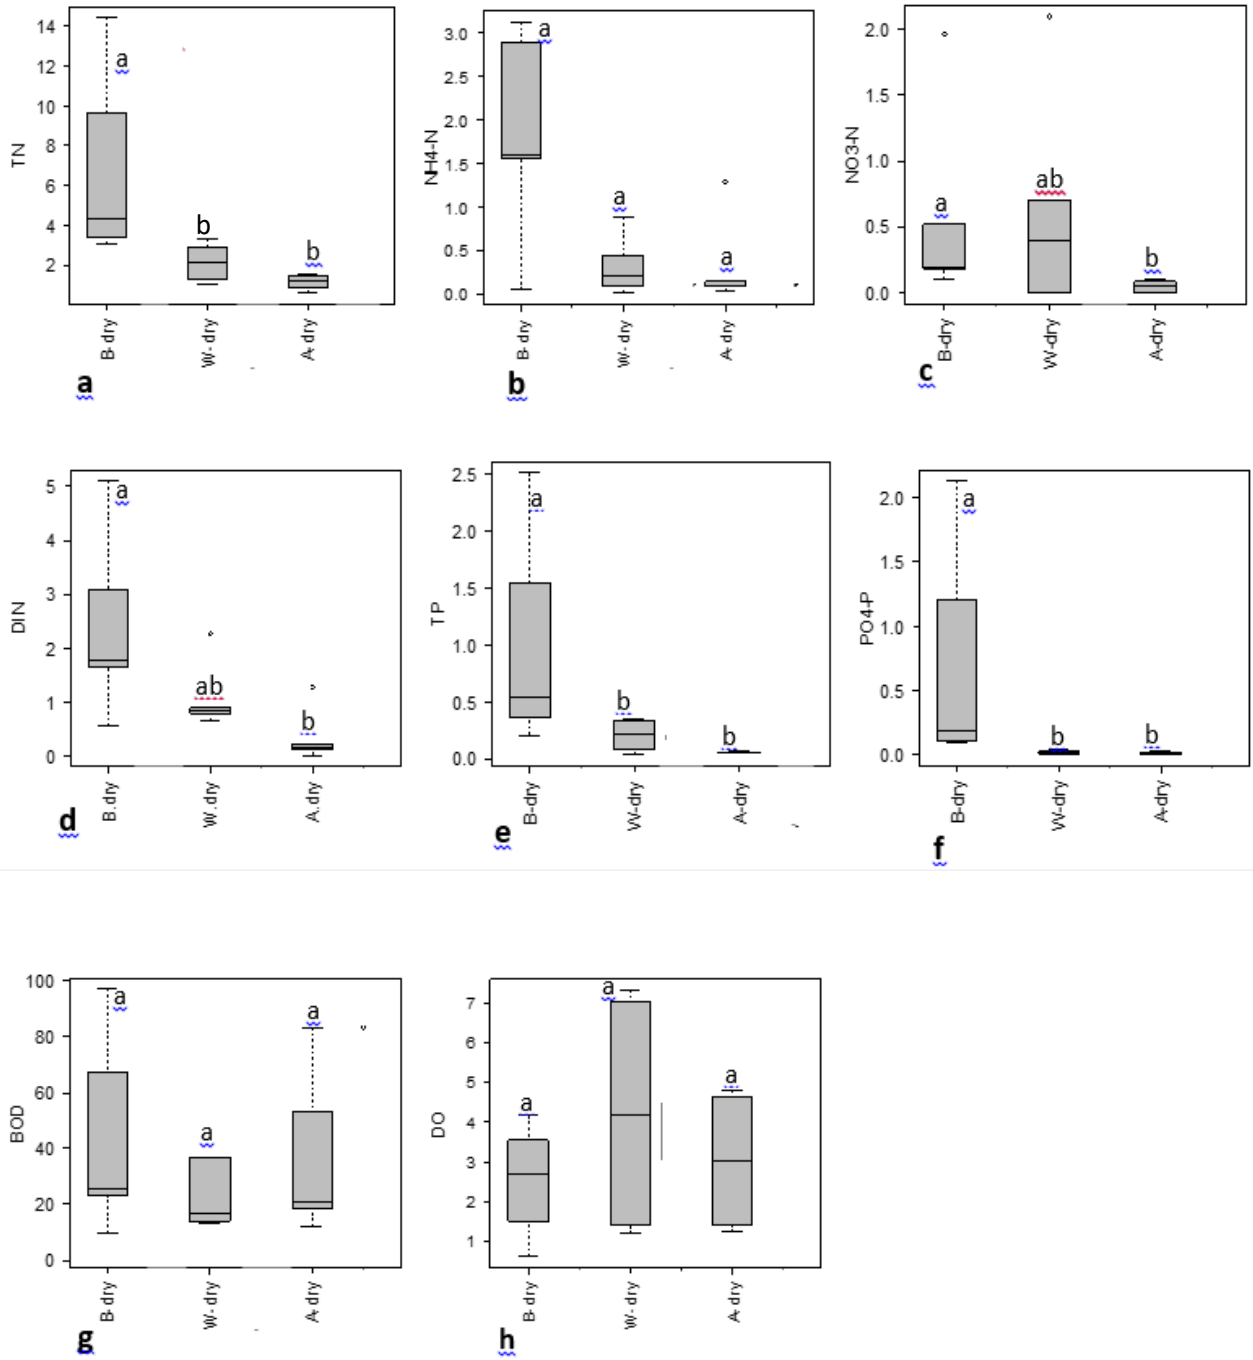 TN
14
12
10
8
6
4
2
a
b
b
B-dry
W-dry
A-dry
a
NH4-N
3.0
2.5
2.0
1.5
1.0
0.5
0.0
a
a
a
B-dry
W-dry
A-dry
b
NO3-N
2.0
1.5
1.0
0.5
0.0
a
ab
b
B-dry
W-dry
A-dry
c
DIN
5
4
3
2
1
0
a
ab
b
B.dry
W.dry
A.dry
d
TP
2.5
2.0
1.5
1.0
0.5
0.0
a
b
b
B-dry
W-dry
A-dry
e
PO4-P
2.0
1.5
1.0
0.5
0.0
a
b
b
B-dry
W-dry
A-dry
f
BOD
100
80
60
40
20
0
a
a
a
B-dry
W-dry
A-dry
g
DO
7
6
5
4
3
2
1
a
a
a
B-dry
W-dry
A-dry
h